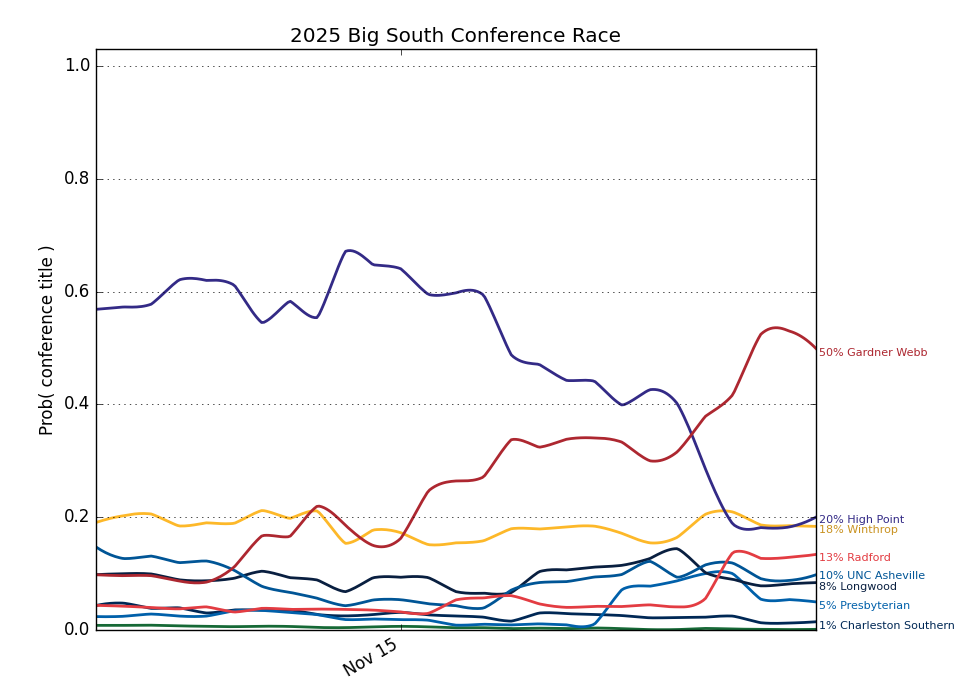 2025 Big South Conference Race
Prob( conference title )
1.0
0.8
0.6
0.4
0.2
0.0
Nov 15
50% Gardner Webb
20% High Point
18% Winthrop
13% Radford
10% UNC Asheville
8% Longwood
5% Presbyterian
1% Charleston Southern